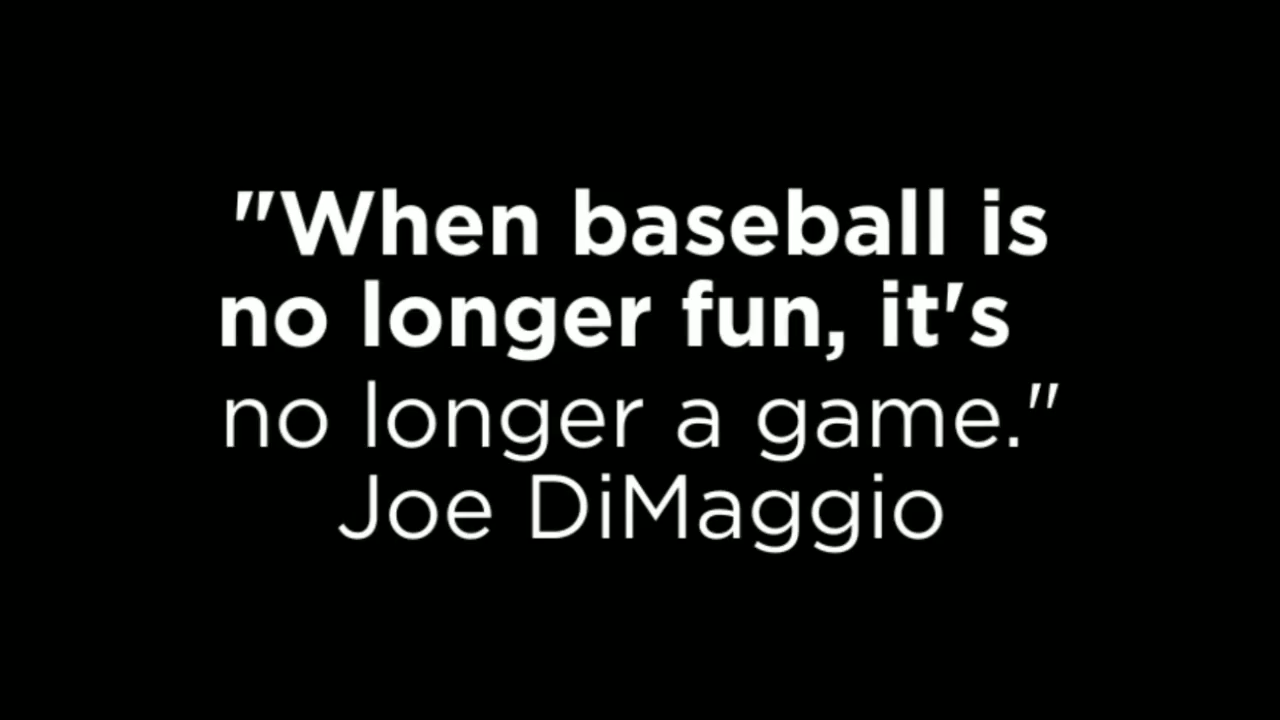 "When baseball is
no longer fun, it's
no longer a game."
Joe DiMaggio